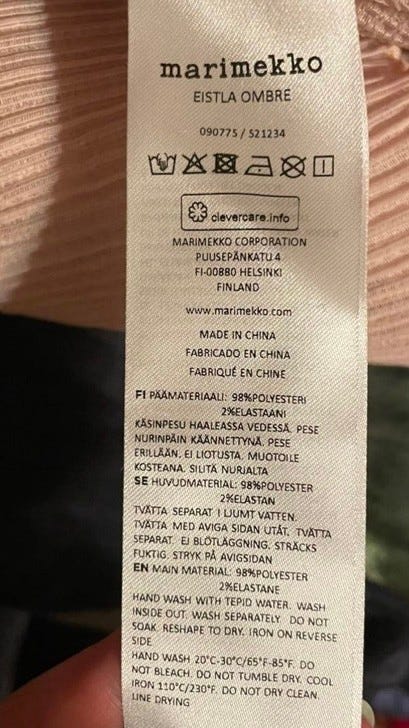 marimekko
EISTLA OMBRE
090775 / 521234
clevercare.info
MARIMEKKO CORPORATION
PUUSEPÄNKATU 4
FI-00880 HELSINKI
FINLAND
www.marimekko.com
MADE IN CHINA
FABRICADO EN CHINA
FABRIQUÉ EN CHINE
FI PÄÄMATERIAALI: 98%POLYESTERI
2%ELASTAANI
KÄSINPESU HAALEASSA VEDESSÄ. PESE
NURINPÄIN KÄÄNNETTYNÄ. PESE
ERILLÄÄN. EI LIOTUSTA. MUOTOILE
KOSTEANA. SILITÄ NURJALTA
SE HUVUDMATERIAL: 98%POLYESTER
2%ELASTAN
TVÄTTA SEPARAT I LJUMT VATTEN.
TVÄTTA MED AVIGA SIDAN UTÅT. TVÄTTA
SEPARAT. EJ BLÖTLÄGGNING. STRÄCKS
FUKTIG. STRYK PÅ AVIGSIDAN
EN MAIN MATERIAL: 98%POLYESTER
2%ELASTANE
HAND WASH WITH TEPID WATER. WASH
INSIDE OUT. WASH SEPARATELY. DO NOT
SOAK. RESHAPE TO DRY. IRON ON REVERSE
SIDE
HAND WASH 20°C-30°C/65°F-85°F. DO
NOT BLEACH. DO NOT TUMBLE DRY. COOL
IRON 110°C/230°F. DO NOT DRY CLEAN.
LINE DRYING